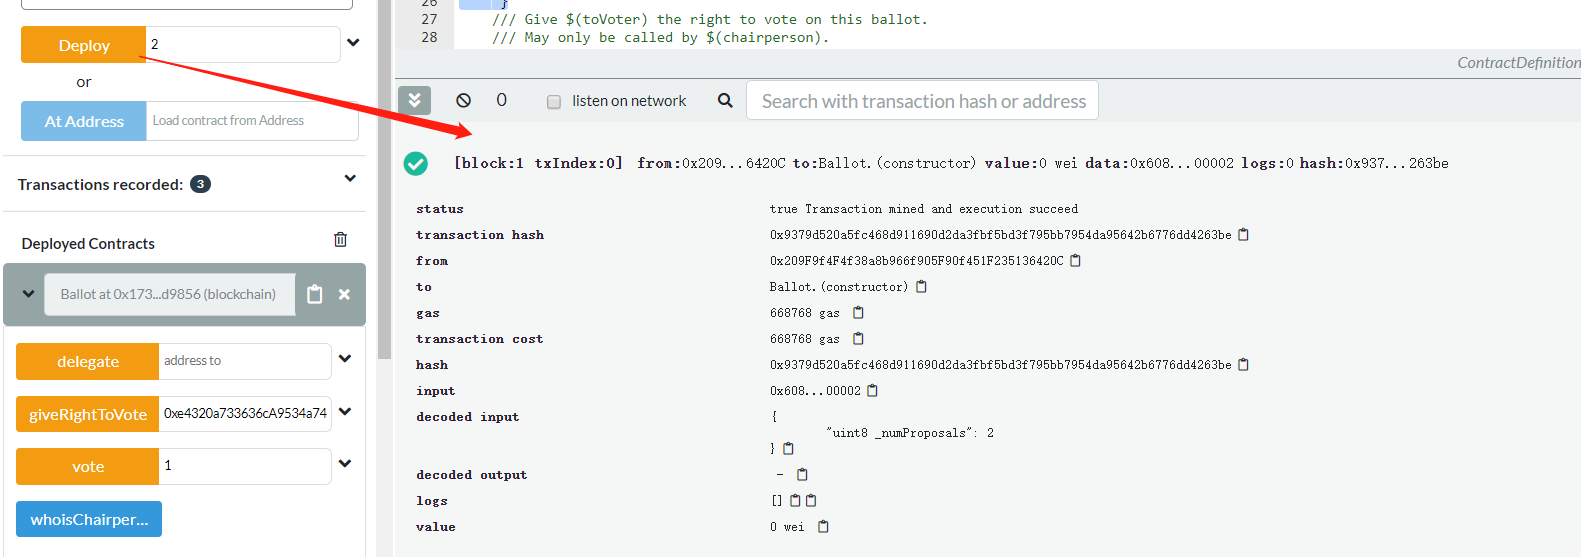 Deploy 2
or
At Address Load contract from Address
Transactions recorded: 3
Deployed Contracts
Ballot at 0x173...d9856 (blockchain)
delegate address to
giveRightToVote 0xe4320a733636cA9534a74
vote 1
whoisChairper...
26 }
27 /// Give $(toVoter) the right to vote on this ballot.
28 /// May only be called by $(chairperson).
ContractDefinition
0 listen on network Search with transaction hash or address
[block:1 txIndex:0] from:0x209...6420C to:Ballot.(constructor) value:0 wei data:0x608...00002 logs:0 hash:0x937...263be
status true Transaction mined and execution succeed
transaction hash 0x9379d520a5fc468d911690d2da3fbf5bd3f795bb7954da95642b6776dd4263be
from 0x209F9f4F4f38a8b966f905F90f451F235136420C
to Ballot.(constructor)
gas 668768 gas
transaction cost 668768 gas
hash 0x9379d520a5fc468d911690d2da3fbf5bd3f795bb7954da95642b6776dd4263be
input 0x608...00002
decoded input {
"uint8 _numProposals": 2
}
decoded output -
logs []
value 0 wei